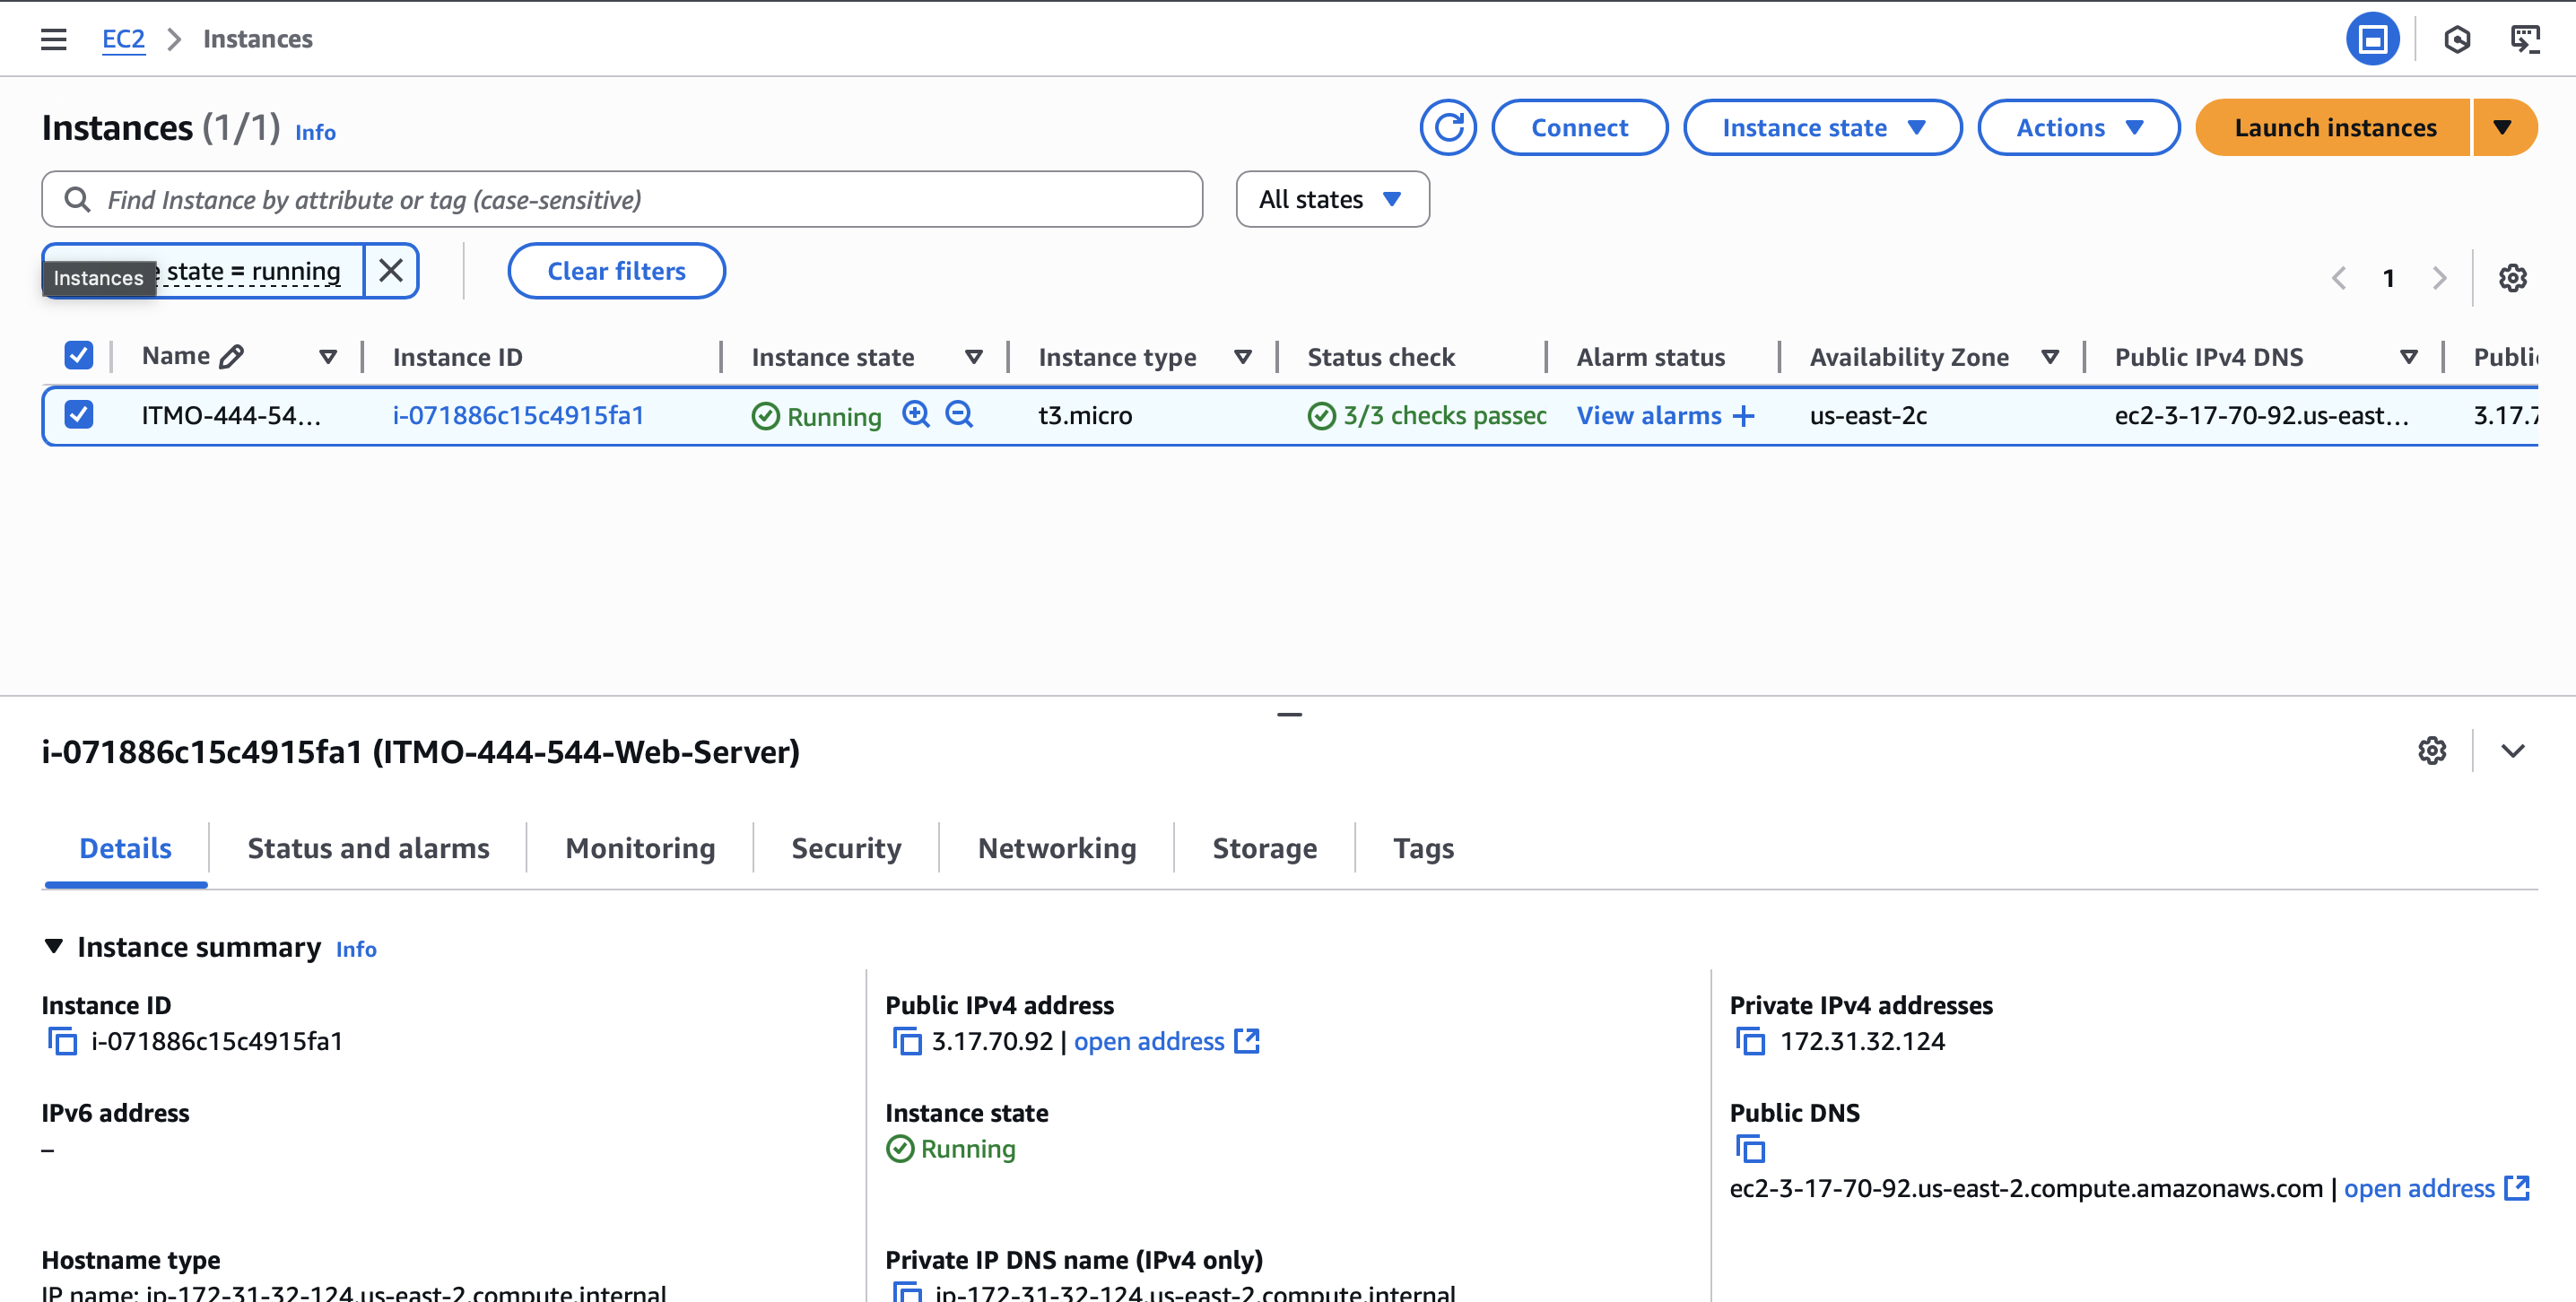 EC2 > Instances
Instances (1/1) Info
Connect
Instance state
Actions
Launch instances
Find Instance by attribute or tag (case-sensitive)
All states
Instances
state = running
Clear filters
1
Name
Instance ID
Instance state
Instance type
Status check
Alarm status
Availability Zone
Public IPv4 DNS
ITMO-444-54...
i-071886c15c4915fa1
Running
t3.micro
3/3 checks
View alarms +
us-east-2c
ec2-3-17-70-92.us-east...
i-071886c15c4915fa1 (ITMO-444-544-Web-Server)
Details
Status and alarms
Monitoring
Security
Networking
Storage
Tags
Instance summary Info
Instance ID
i-071886c15c4915fa1
Public IPv4 address
3.17.70.92 | open address
Private IPv4 addresses
172.31.32.124
IPv6 address
–
Instance state
Running
Public DNS
ec2-3-17-70-92.us-east-2.compute.amazonaws.com | open address
Hostname type
IP name: ip-172-31-32-124.us-east-2.compute.internal
Private IP DNS name (IPv4 only)
ip-172-31-32-124.us-east-2.compute.internal